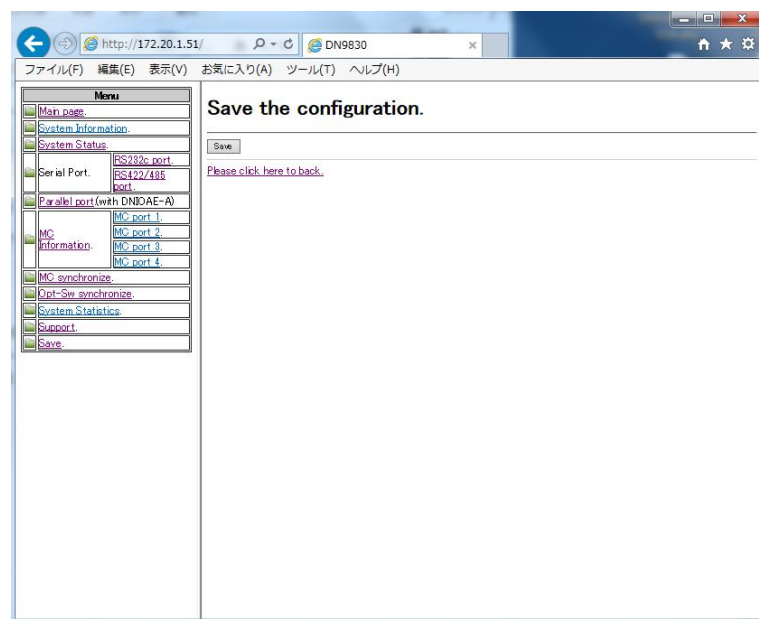 http://172.20.1.51/
DN9830
ファイル(F) 編集(E) 表示(V) お気に入り(A) ツール(T) ヘルプ(H)
Menu
Main page.
System Information.
System Status.
Serial Port.
RS232c port.
RS422/485
port.
Parallel port.(with DNIOAE-A)
MC
Information.
MC port 1.
MC port 2.
MC port 3.
MC port 4.
MC synchronize.
Opt-Sw synchronize.
System Statistics.
Support.
Save.
Save the configuration.
Save
Please click here to back.